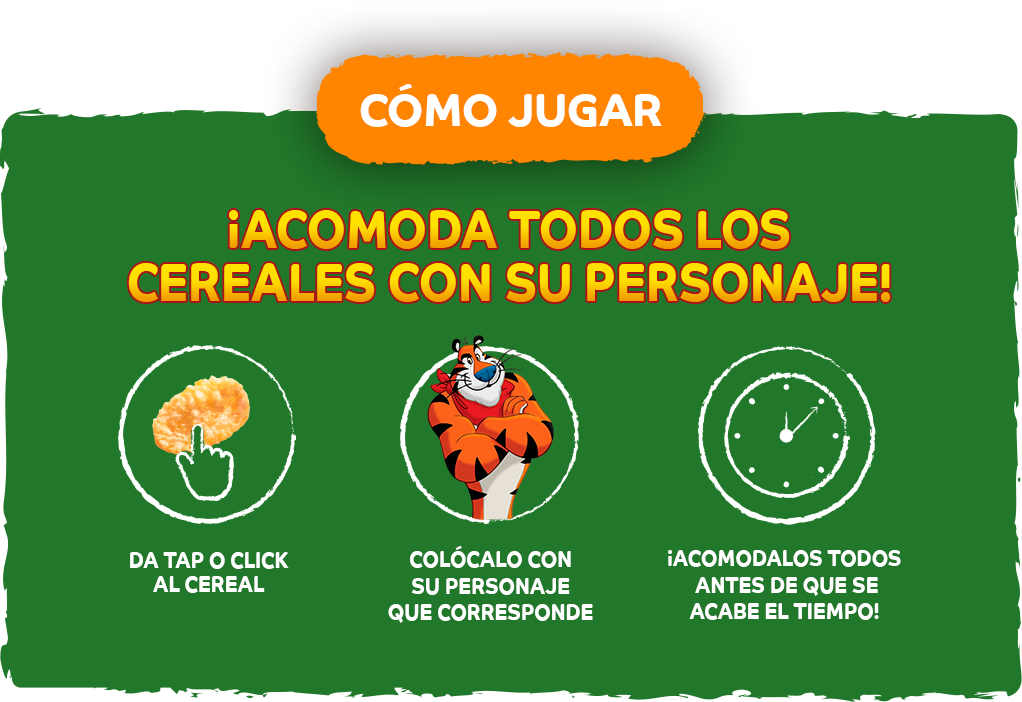 CÓMO JUGAR
¡ACOMODA TODOS LOS
CEREALES CON SU PERSONAJE!
DA TAP O CLICK
AL CEREAL
COLÓCALO CON
SU PERSONAJE
QUE CORRESPONDE
¡ACOMODALOS TODOS
ANTES DE QUE SE
ACABE EL TIEMPO!